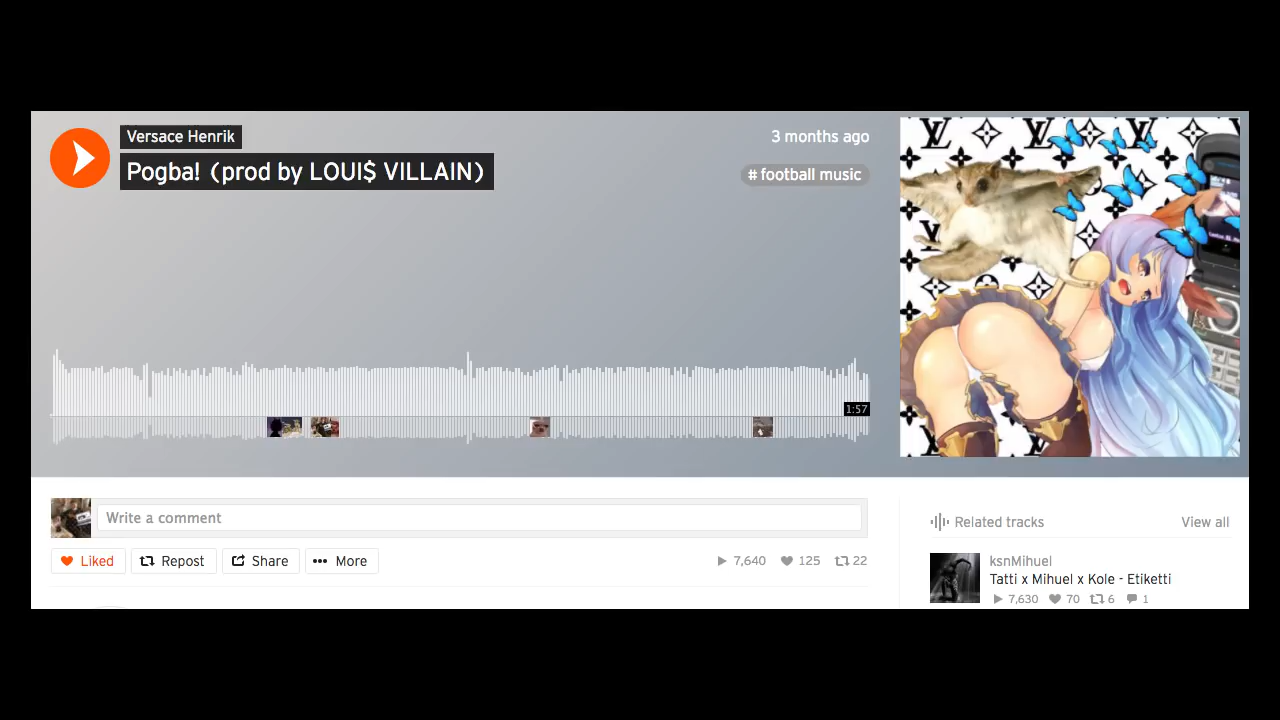 Versace Henrik
Pogba! (prod by LOUI$ VILLAIN)
3 months ago
# football music
1:57
Write a comment
Liked
Repost
Share
More
7,640
125
22
Related tracks
View all
ksnMihuel
Tatti x Mihuel x Kole - Etiketti
7,630
70
6
1